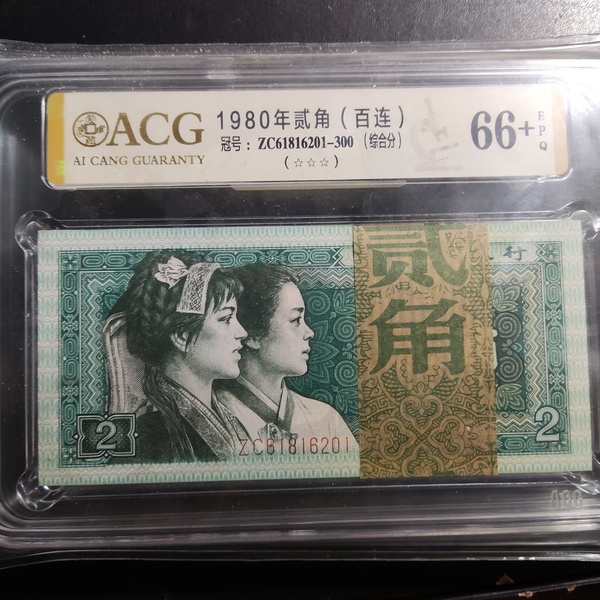 ACG
AI CANG GUARANTY
1980年贰角（百连）
冠号：ZC61816201-300（综合分）
（☆☆☆）
66+
EPQ
贰角
行
2
ZC61816201
2
ACG